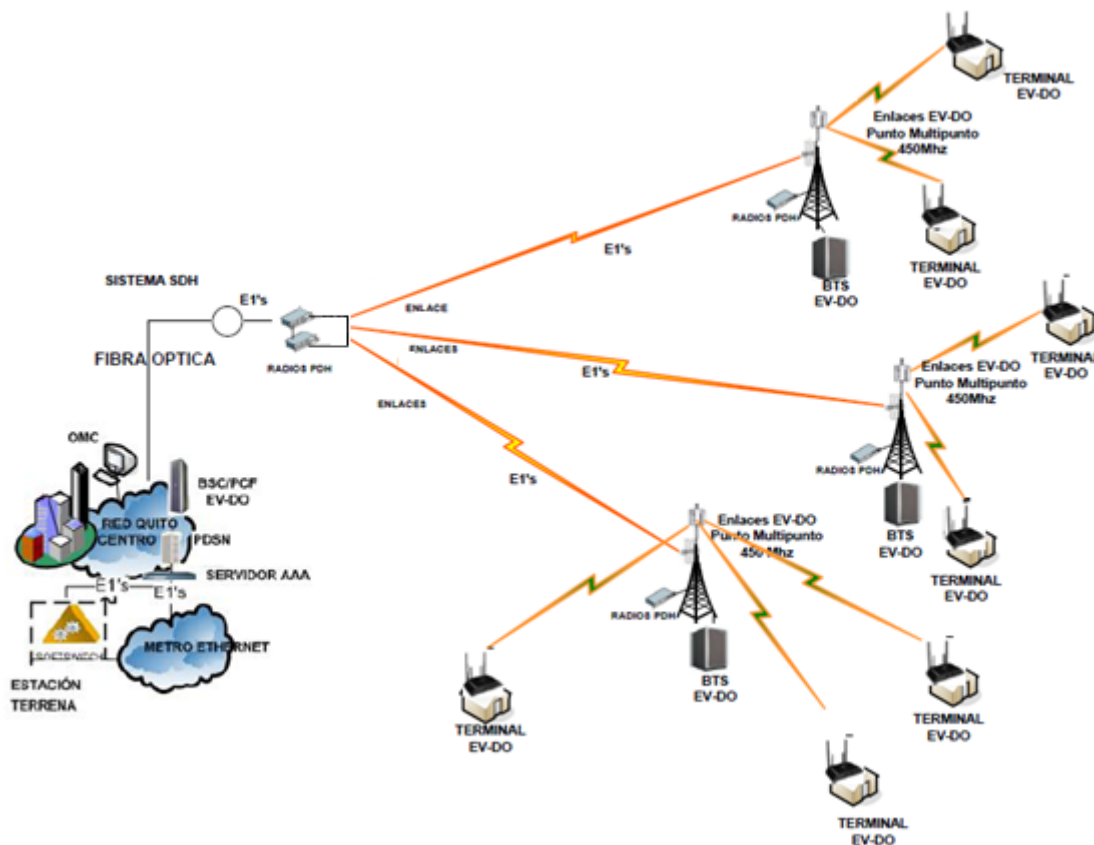 TERMINAL
EV-DO
Enlaces EV-DO
Punto Multipunto
450Mhz
RADIOS PDH
E1's
BTS
EV-DO
TERMINAL
EV-DO
SISTEMA SDH
E1's
FIBRA OPTICA
RADIOS PDH
ENLACE
ENLACES
E1's
ENLACES
E1's
TERMINAL
EV-DO
Enlaces EV-DO
Punto Multipunto
450Mhz
RADIOS PDH
BTS
EV-DO
TERMINAL
EV-DO
OMC
BSC/PCF
EV-DO
RED QUITO
CENTRO
PDSN
SERVIDOR AAA
E1's
E1's
METRO ETHERNET
ESTACIÓN
TERRENA
Enlaces EV-DO
Punto Multipunto
450 Mhz
RADIOS PDH
BTS
EV-DO
TERMINAL
EV-DO
TERMINAL
EV-DO
TERMINAL
EV-DO